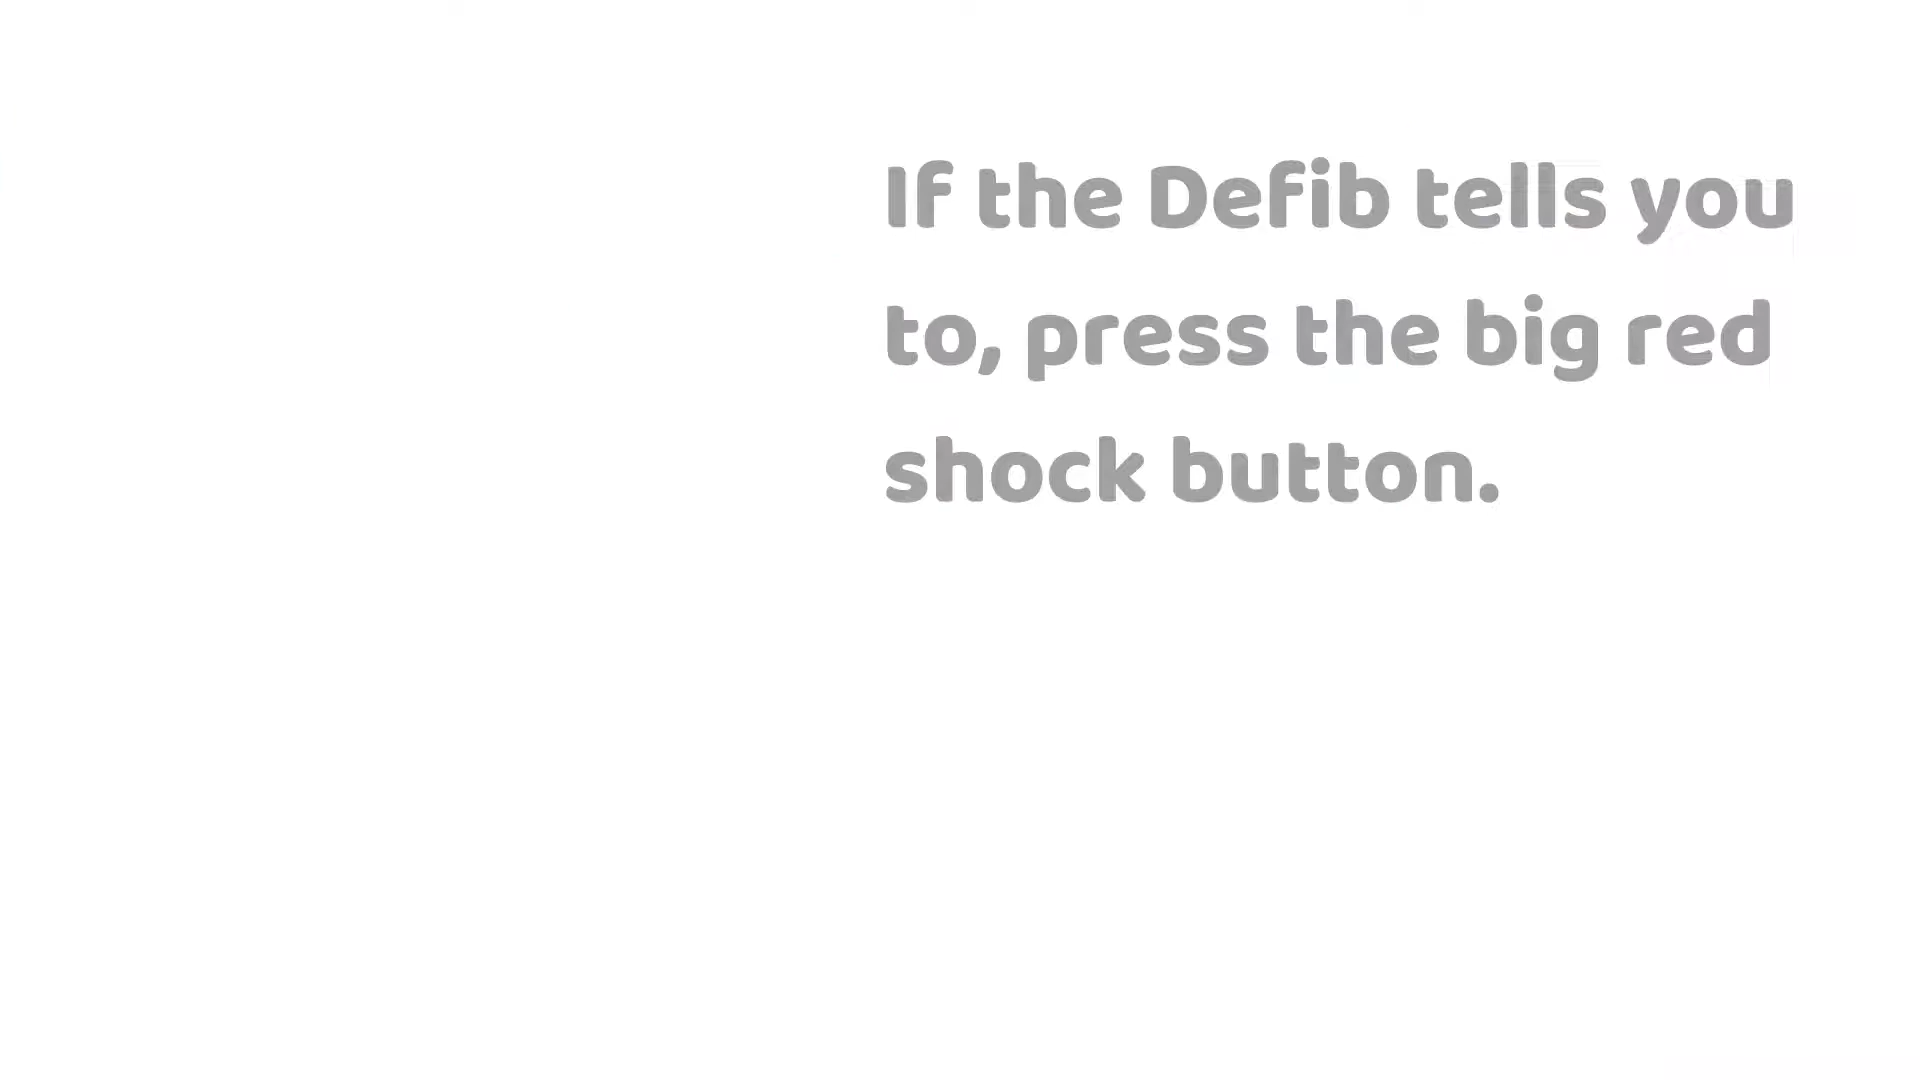 If the Defib tells you
to, press the big red
shock button.